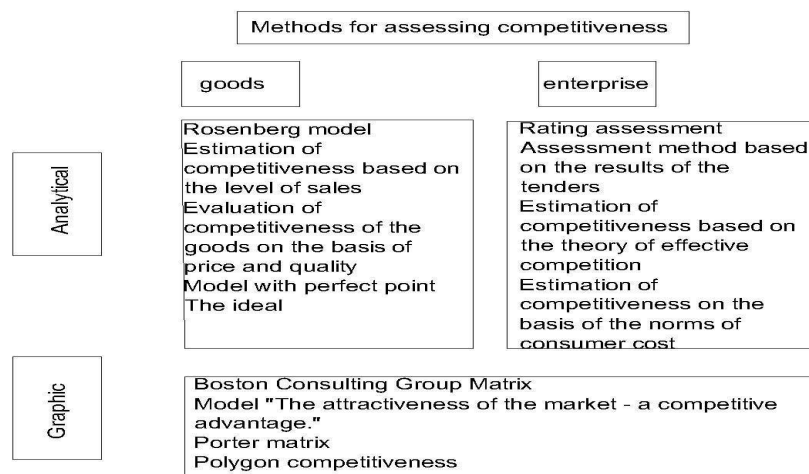 Methods for assessing competitiveness
goods
enterprise
Analytical
Rosenberg model
Estimation of
competitiveness based on
the level of sales
Evaluation of
competitiveness of the
goods on the basis of
price and quality
Model with perfect point
The ideal
Rating assessment
Assessment method based
on the results of the
tenders
Estimation of
competitiveness based on
the theory of effective
competition
Estimation of
competitiveness on the
basis of the norms of
consumer cost
Graphic
Boston Consulting Group Matrix
Model "The attractiveness of the market - a competitive
advantage."
Porter matrix
Polygon competitiveness